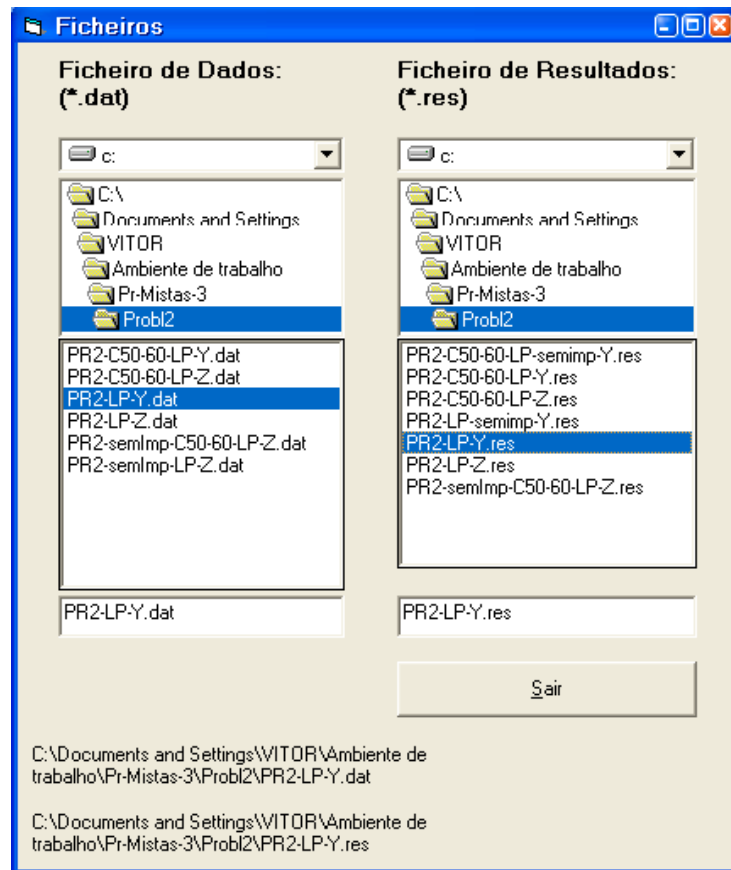 Ficheiros
Ficheiro de Dados:
(*.dat)
c:
C:\
Documents and Settings
VITOR
Ambiente de trabalho
Pr-Mistas-3
Probl2
PR2-C50-60-LP-Y.dat
PR2-C50-60-LP-Z.dat
PR2-LP-Y.dat
PR2-LP-Z.dat
PR2-semImp-C50-60-LP-Z.dat
PR2-semImp-LP-Z.dat
PR2-LP-Y.dat
Ficheiro de Resultados:
(*.res)
c:
C:\
Documents and Settings
VITOR
Ambiente de trabalho
Pr-Mistas-3
Probl2
PR2-C50-60-LP-semimp-Y.res
PR2-C50-60-LP-Y.res
PR2-C50-60-LP-Z.res
PR2-LP-semimp-Y.res
PR2-LP-Y.res
PR2-LP-Z.res
PR2-semImp-C50-60-LP-Z.res
PR2-LP-Y.res
Sair
C:\Documents and Settings\VITOR\Ambiente de
trabalho\Pr-Mistas-3\Probl2\PR2-LP-Y.dat
C:\Documents and Settings\VITOR\Ambiente de
trabalho\Pr-Mistas-3\Probl2\PR2-LP-Y.res